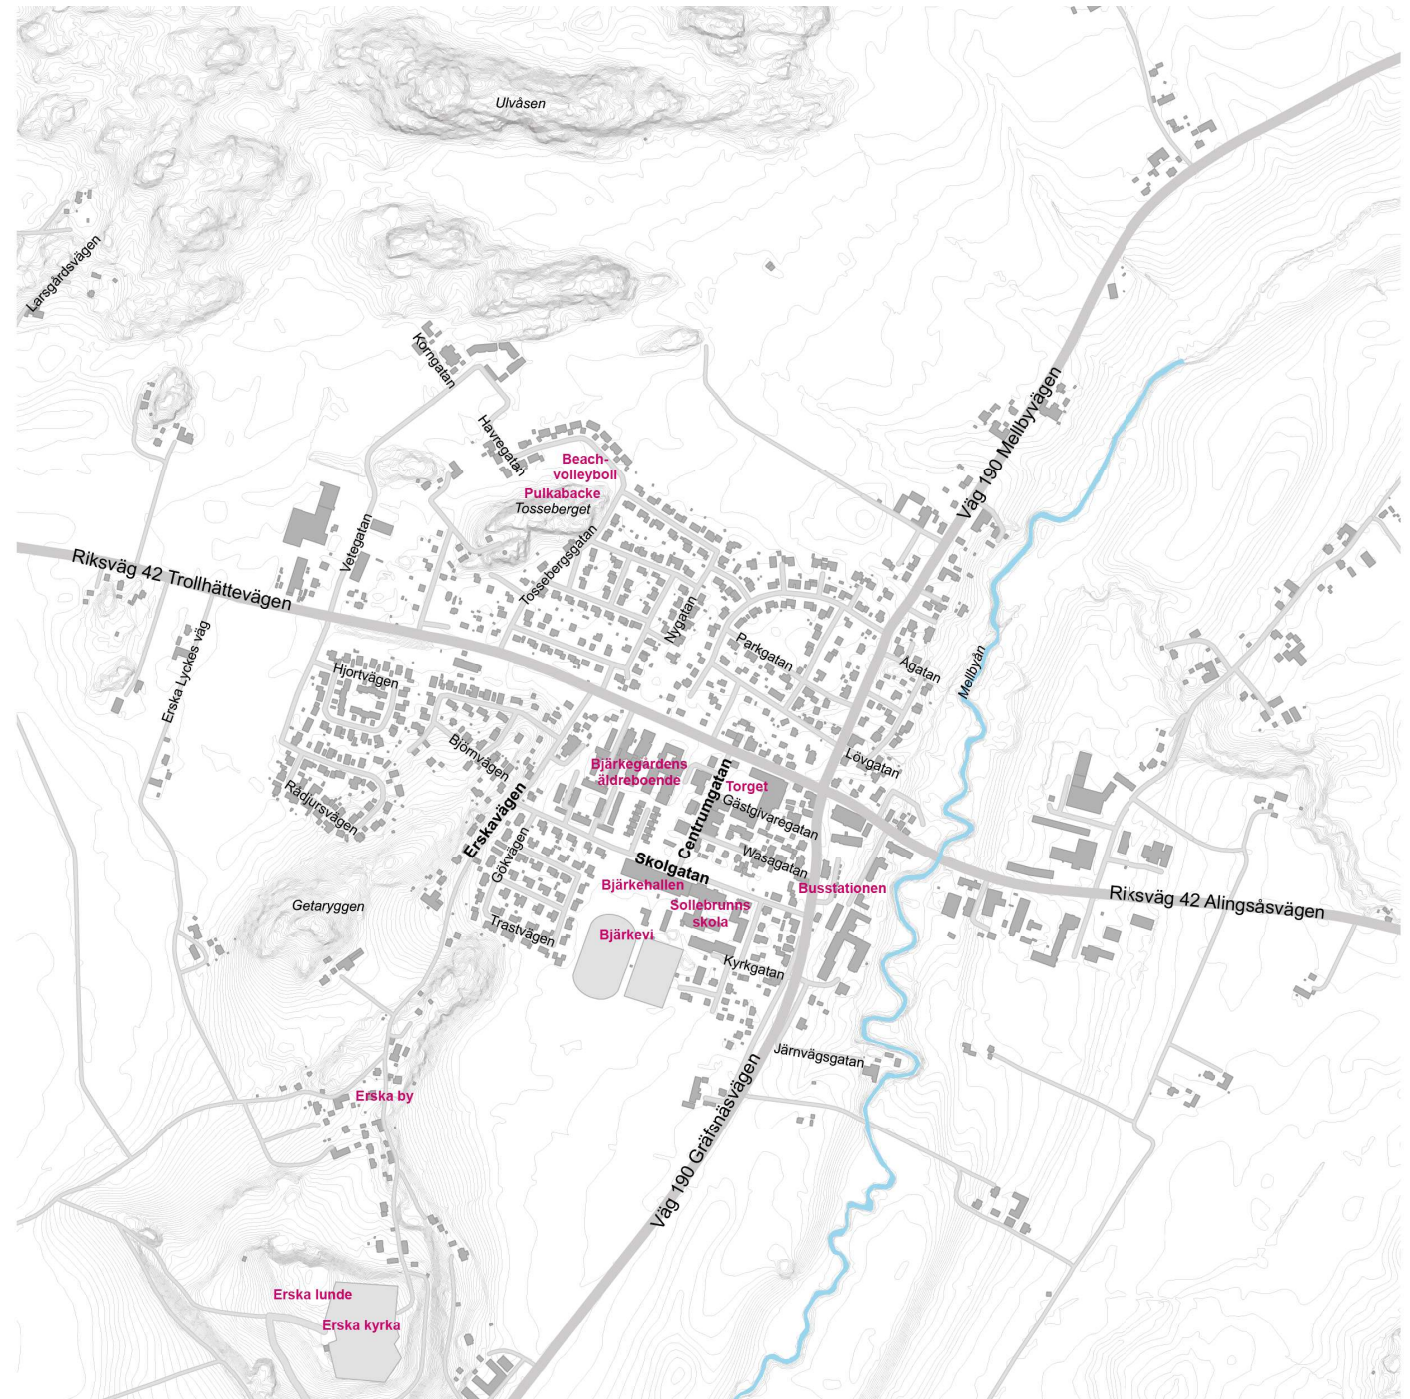 Ulvåsen
Larsgårdsvägen
Korngatan
Havregatan
Väg 190 Mellbyvägen
Beach-
volleyboll
Pulkabacke
Tosseberget
Vetegatan
Tossebergsgatan
Riksväg 42 Trollhättevägen
Nygatan
Parkgatan
Ågatan
Mellbyån
Erska Lyckes väg
Hjortvägen
Björnvägen
Rådjursvägen
Erskavägen
Bjärkegårdens
äldreboende
Centrumgatan
Torget
Gästgivaregatan
Lövgatan
Wasagatan
Gökvägen
Skolgatan
Bjärkehallen
Busstationen
Sollebrunns
skola
Riksväg 42 Alingsåsvägen
Getaryggen
Trastvägen
Bjärkevi
Kyrkgatan
Järnvägsgatan
Erska by
Väg 190 Gräfsnäsvägen
Erska lunde
Erska kyrka